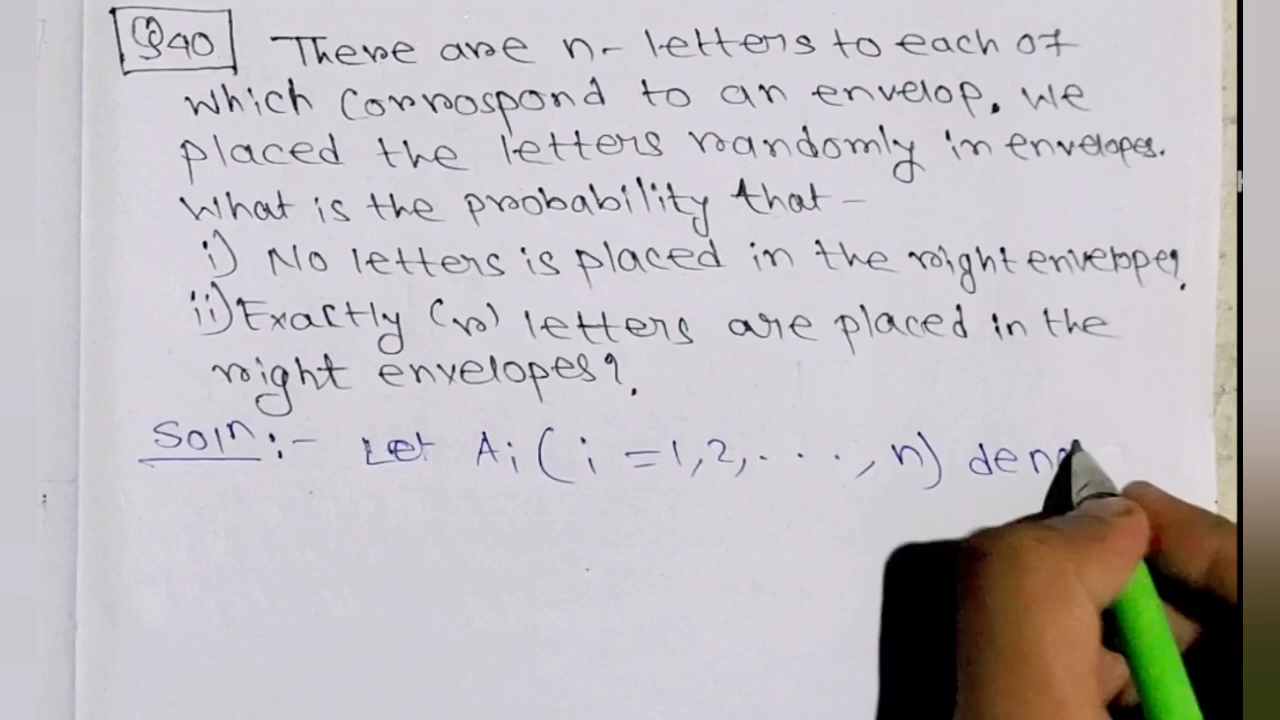 Q40 There are n- letters to each of
which corrospond to an envelop. We
placed the letters randomly in envelopes.
What is the probability that -
i) No letters is placed in the right envelope?
ii) Exactly (r) letters are placed in the
right envelopes?
Solⁿ :- Let Ai ( i = 1, 2, . . . , n) deno